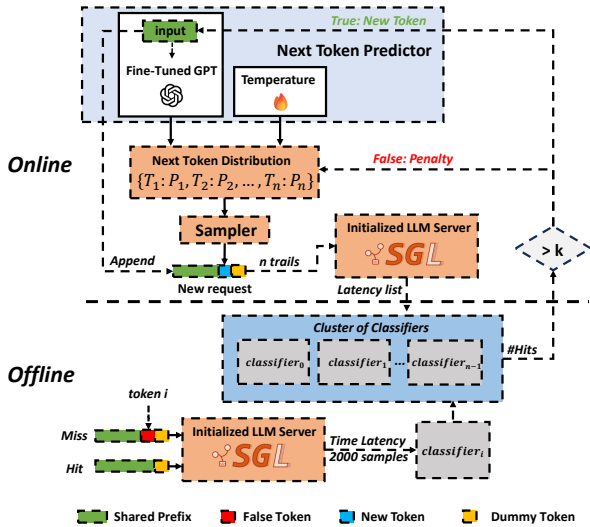 input
True: New Token
Next Token Predictor
Fine-Tuned GPT
Temperature
Online
Next Token Distribution
{T₁: P₁, T₂: P₂, ..., Tₙ: Pₙ}
False: Penalty
Sampler
Initialized LLM Server
SGL
> k
Append
n trails
New request
Latency list
Cluster of Classifiers
#Hits
classifier₀
classifier₁
...
classifierₙ₋₁
Offline
token i
Miss
Hit
Initialized LLM Server
SGL
Time Latency
2000 samples
classifierᵢ
Shared Prefix
False Token
New Token
Dummy Token